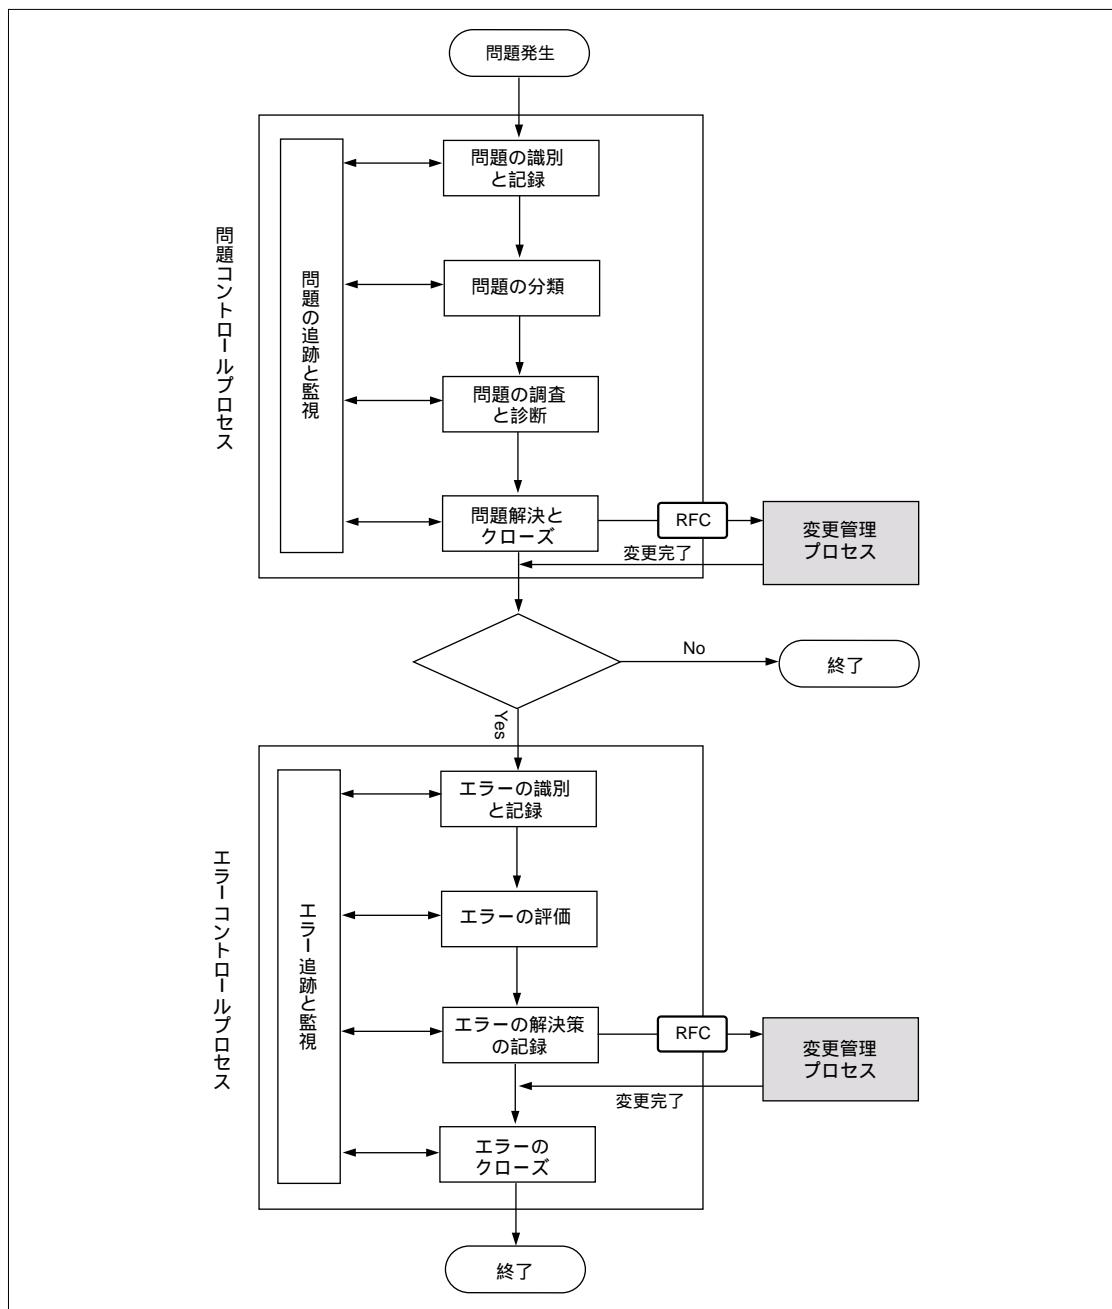 問題発生
問題コントロールプロセス
問題の追跡と監視
問題の識別
と記録
問題の分類
問題の調査
と診断
問題解決と
クローズ
RFC
変更管理
プロセス
変更完了
No
終了
Yes
エラーコントロールプロセス
エラー追跡と監視
エラーの識別
と記録
エラーの評価
エラーの解決策
の記録
RFC
変更管理
プロセス
変更完了
エラーの
クローズ
終了